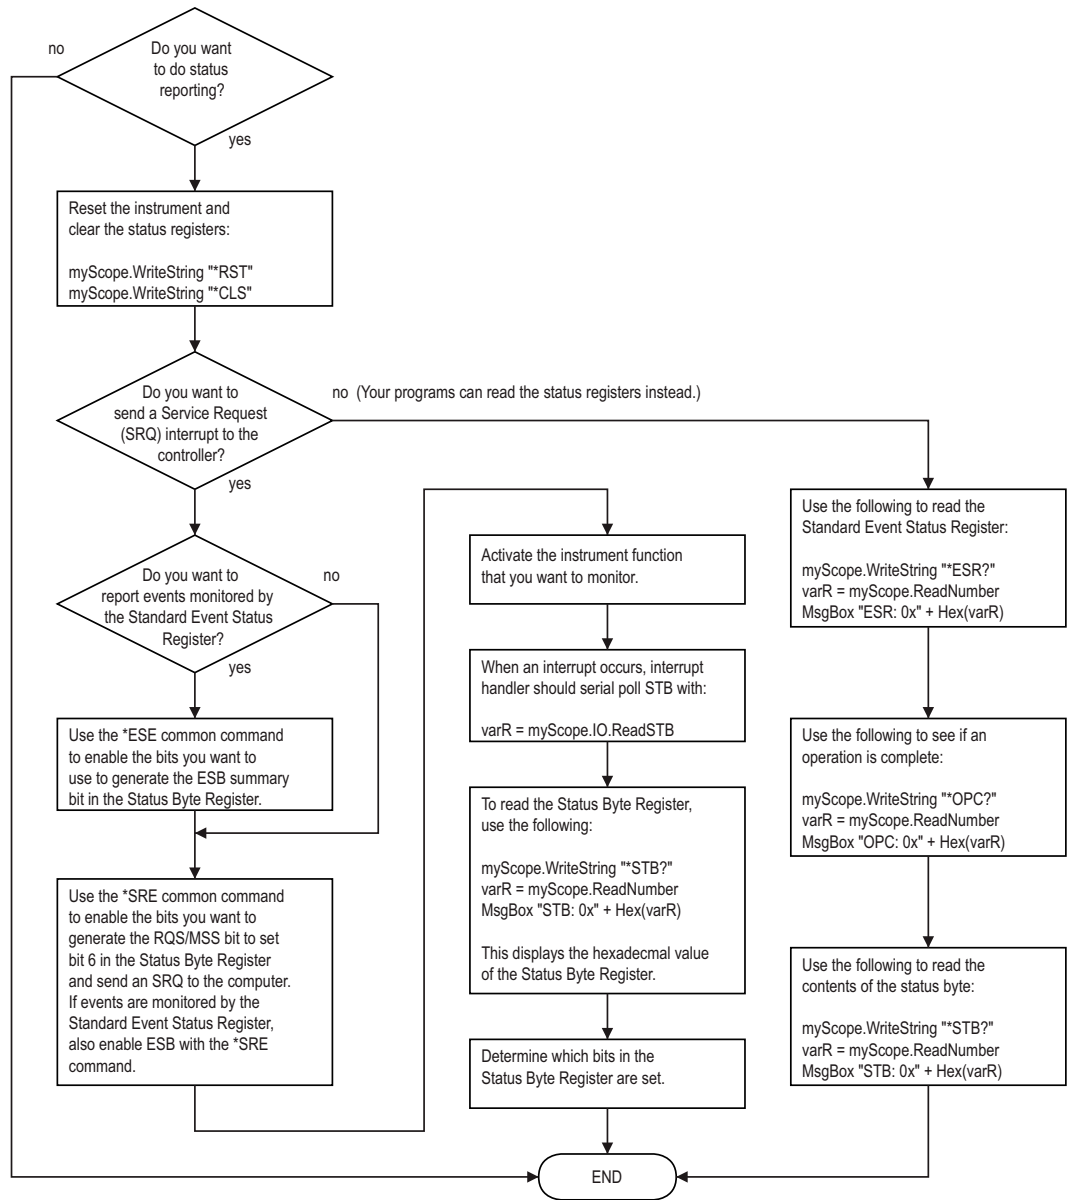 no
Do you want
to do status
reporting?
yes
Reset the instrument and
clear the status registers:
myScope.WriteString "*RST"
myScope.WriteString "*CLS"
Do you want to
send a Service Request
(SRQ) interrupt to the
controller?
no (Your programs can read the status registers instead.)
yes
Do you want to
report events monitored by
the Standard Event Status
Register?
no
yes
Use the *ESE common command
to enable the bits you want to
use to generate the ESB summary
bit in the Status Byte Register.
Use the *SRE common command
to enable the bits you want to
generate the RQS/MSS bit to set
bit 6 in the Status Byte Register
and send an SRQ to the computer.
If events are monitored by the
Standard Event Status Register,
also enable ESB with the *SRE
command.
Activate the instrument function
that you want to monitor.
When an interrupt occurs, interrupt
handler should serial poll STB with:
varR = myScope.IO.ReadSTB
To read the Status Byte Register,
use the following:
myScope.WriteString "*STB?"
varR = myScope.ReadNumber
MsgBox "STB: 0x" + Hex(varR)
This displays the hexadecmal value
of the Status Byte Register.
Determine which bits in the
Status Byte Register are set.
Use the following to read the
Standard Event Status Register:
myScope.WriteString "*ESR?"
varR = myScope.ReadNumber
MsgBox "ESR: 0x" + Hex(varR)
Use the following to see if an
operation is complete:
myScope.WriteString "*OPC?"
varR = myScope.ReadNumber
MsgBox "OPC: 0x" + Hex(varR)
Use the following to read the
contents of the status byte:
myScope.WriteString "*STB?"
varR = myScope.ReadNumber
MsgBox "STB: 0x" + Hex(varR)
END